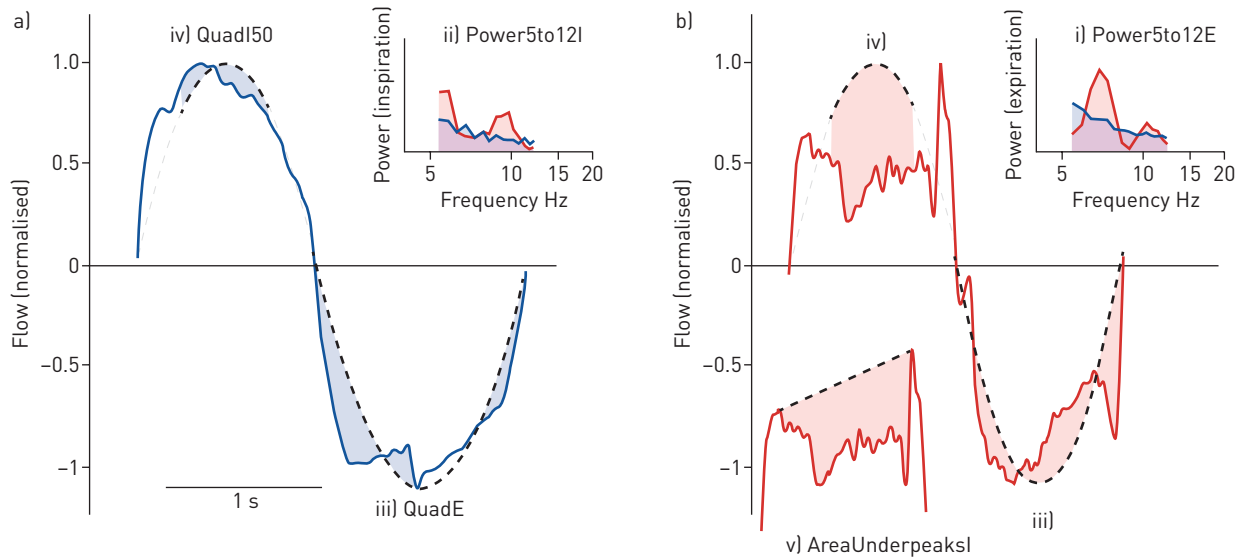 a)
iv) QuadI50
ii) Power5to12I
Power (inspiration)
5 10 15 20
Frequency Hz
Flow (normalised)
1.0
0.5
0
–0.5
–1
1 s
iii) QuadE
b)
iv)
i) Power5to12E
Power (expiration)
5 10 15 20
Frequency Hz
Flow (normalised)
1.0
0.5
0
–0.5
–1
iii)
v) AreaUnderpeaksI